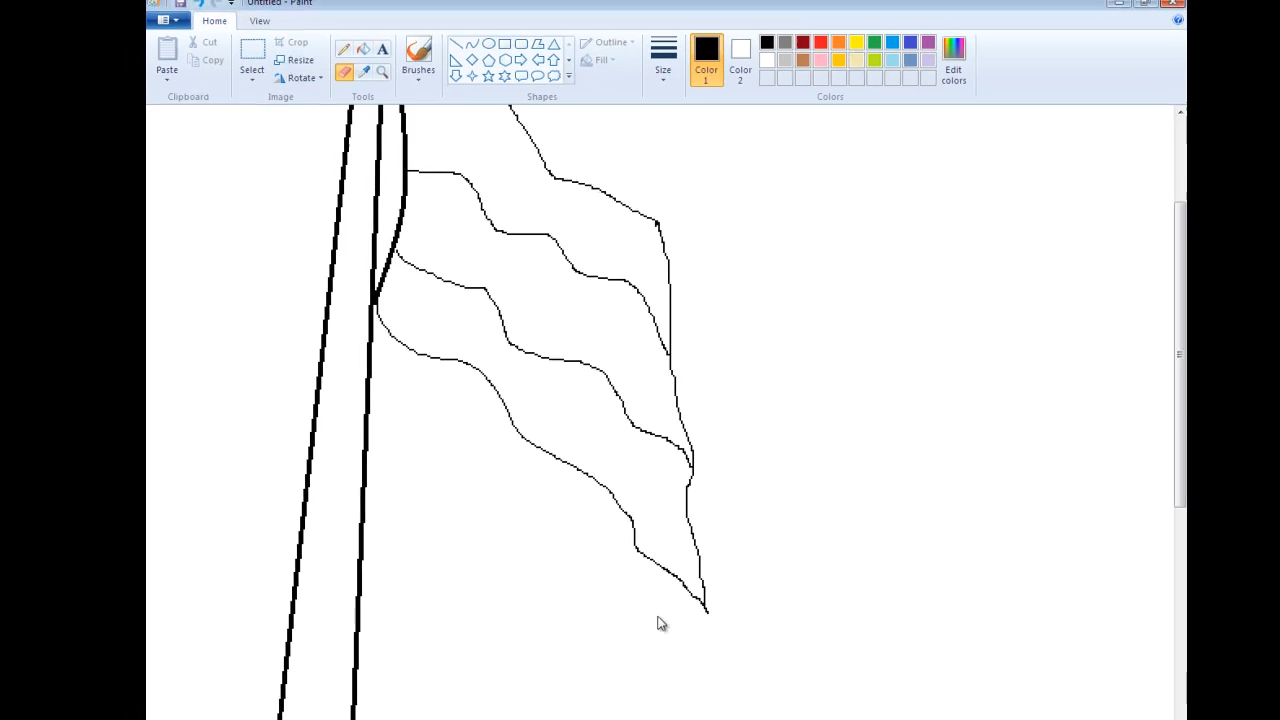 Untitled - Paint
Home View
Cut
Copy
Paste
Clipboard
Crop
Resize
Rotate
Select
Image
A
Tools
Brushes
Outline
Fill
Shapes
Size
Color 1
Color 2
Edit colors
Colors